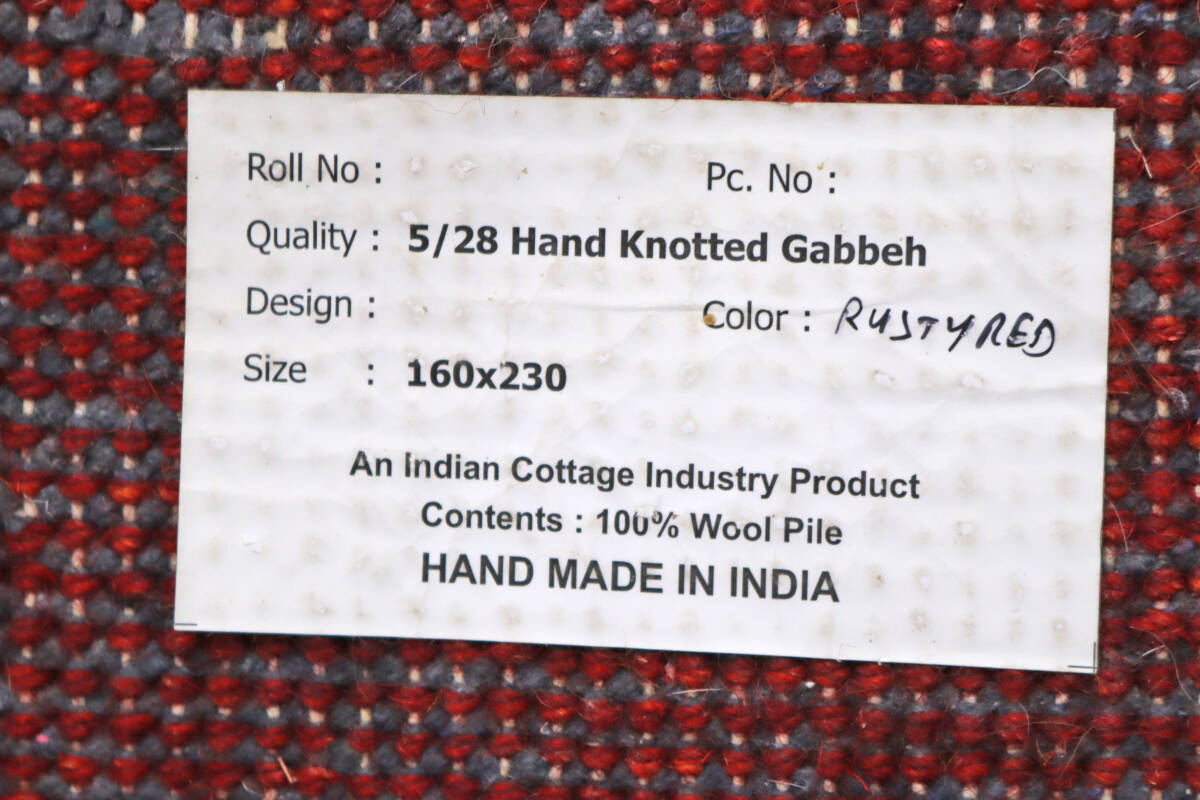 Roll No : Pc. No :
Quality : 5/28 Hand Knotted Gabbeh
Design : Color : RUSTYRED
Size : 160x230
An Indian Cottage Industry Product
Contents : 100% Wool Pile
HAND MADE IN INDIA